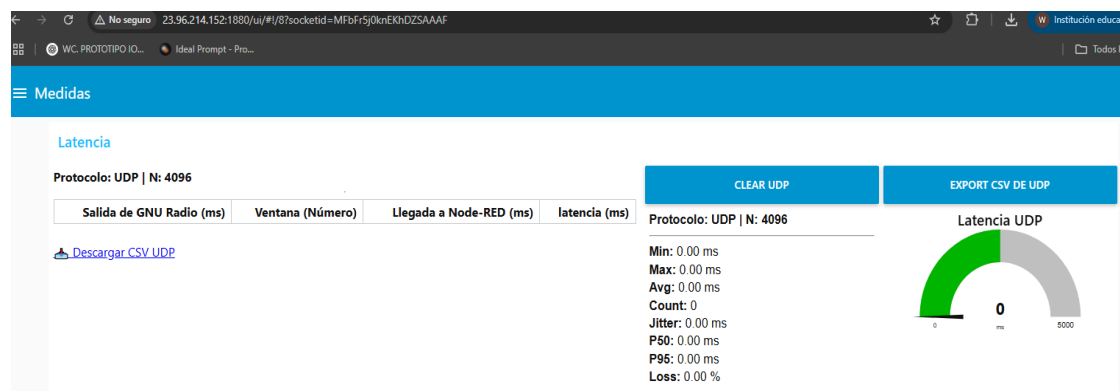 No seguro 23.96.214.152:1880/ui/#!/8?socketid=MFbFrSj0knEKhDZSAAAF
W Institución educa
WC. PROTOTIPO IO...
Ideal Prompt - Pro...
Todos
Medidas
Latencia
Protocolo: UDP | N: 4096
Salida de GNU Radio (ms) Ventana (Número) Llegada a Node-RED (ms) latencia (ms)
Descargar CSV UDP
CLEAR UDP
EXPORT CSV DE UDP
Protocolo: UDP | N: 4096
Min: 0.00 ms
Max: 0.00 ms
Avg: 0.00 ms
Count: 0
Jitter: 0.00 ms
P50: 0.00 ms
P95: 0.00 ms
Loss: 0.00 %
Latencia UDP
0
0 ms 5000